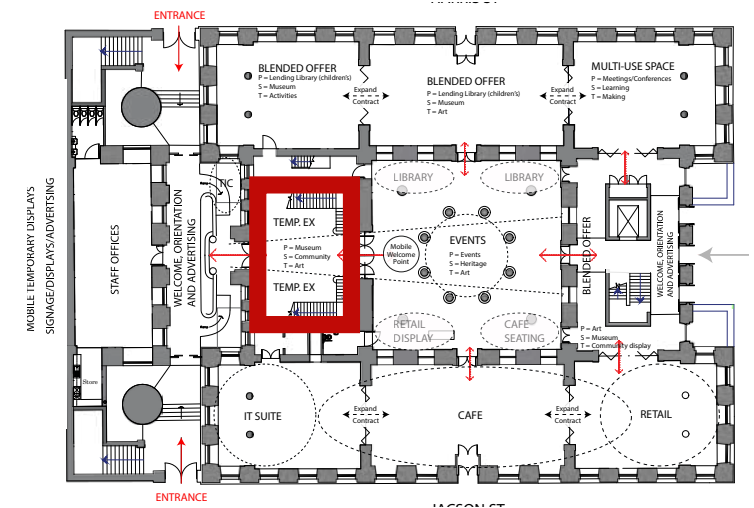 ENTRANCE
BLENDED OFFER
P = Lending Library (children's)
S = Museum
T = Activities
Expand
Contract
BLENDED OFFER
P = Lending Library (children's)
S = Museum
T = Art
Expand
Contract
MULTI-USE SPACE
P = Meetings/Conferences
S = Learning
T = Making
MOBILE TEMPORARY DISPLAYS
SIGNAGE/DISPLAYS/ADVERTSING
STAFF OFFICES
WELCOME, ORIENTATION
AND ADVERTISING
TIC
TEMP. EX
P = Museum
S = Community
T = Art
TEMP. EX
LIBRARY
LIBRARY
Mobile
Welcome
Point
EVENTS
P = Events
S = Heritage
T = Art
RETAIL
DISPLAY
CAFE
SEATING
BLENDED OFFER
P = Art
S = Museum
T = Community display
WELCOME, ORIENTATION
AND ADVERTISING
Store
IT SUITE
Expand
Contract
CAFE
Expand
Contract
RETAIL
ENTRANCE